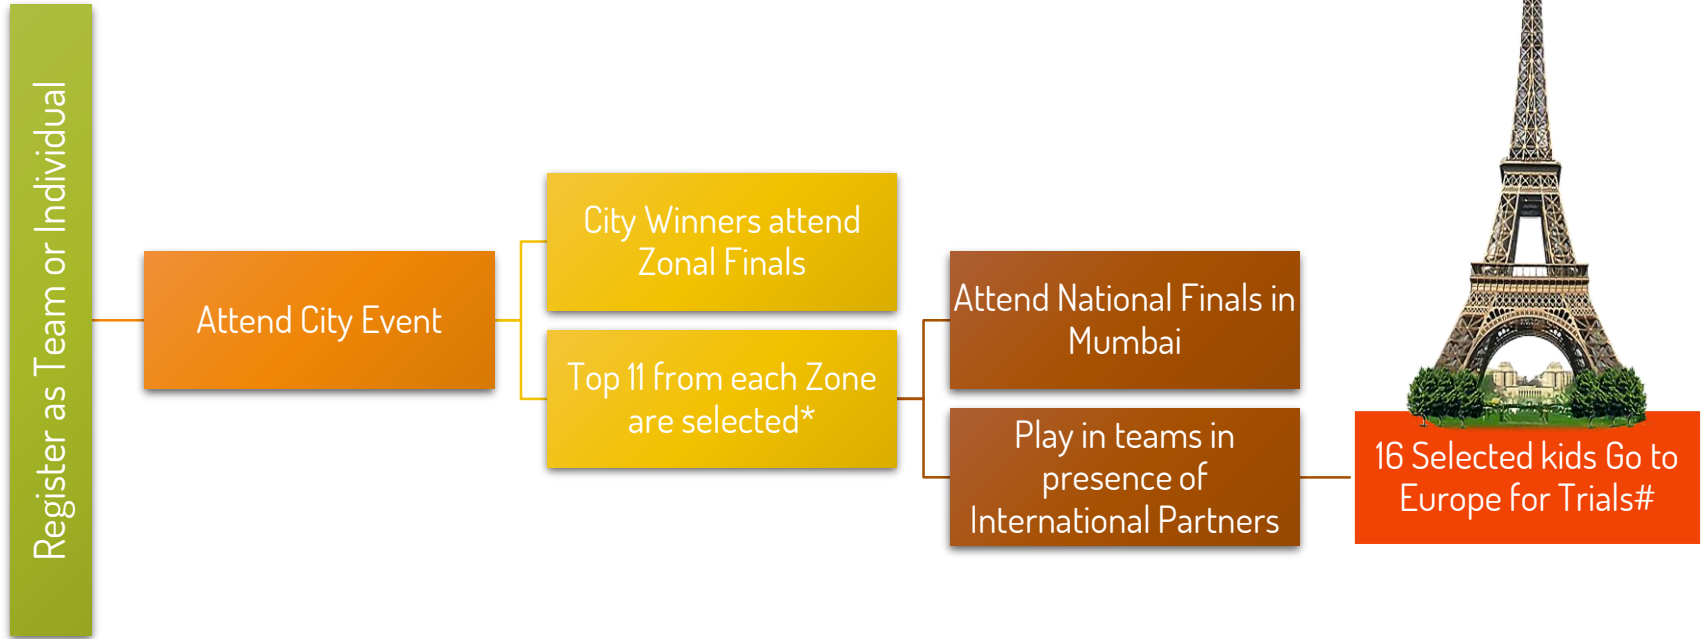 Register as Team or Individual
Attend City Event
City Winners attend
Zonal Finals
Top 11 from each Zone
are selected*
Attend National Finals in
Mumbai
Play in teams in
presence of
International Partners
16 Selected kids Go to
Europe for Trials#